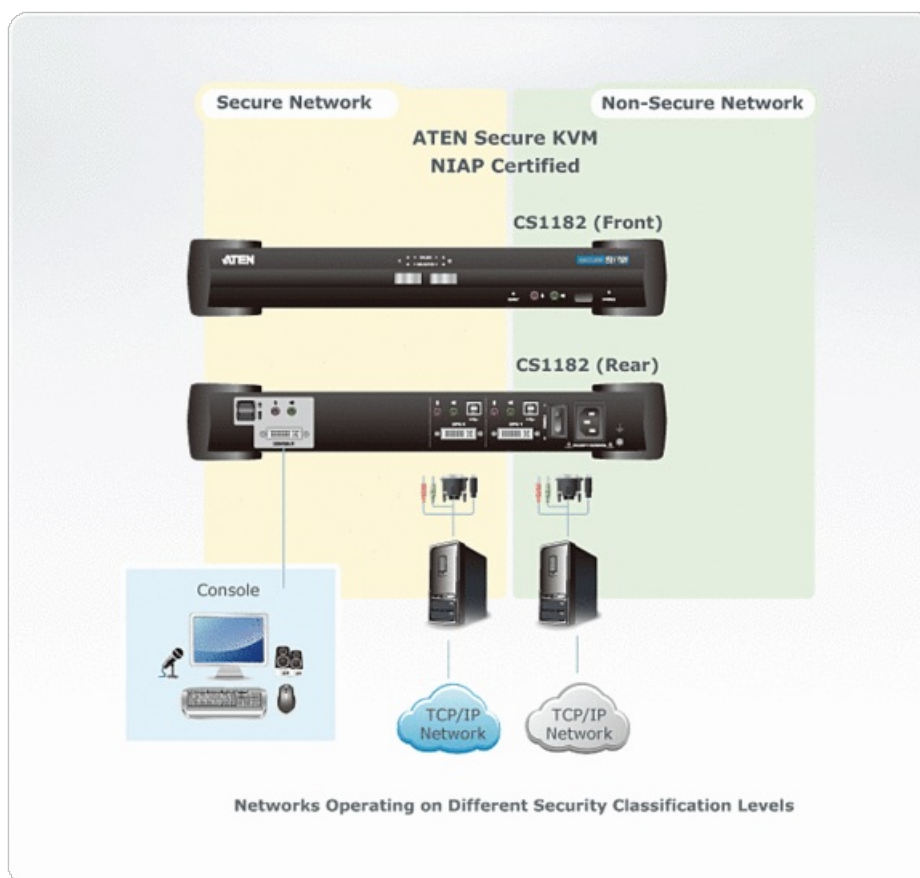 Secure Network
Non-Secure Network
ATEN Secure KVM
NIAP Certified
CS1182 (Front)
ATEN
CS1182 (Rear)
Console
TCP/IP
Network
TCP/IP
Network
Networks Operating on Different Security Classification Levels